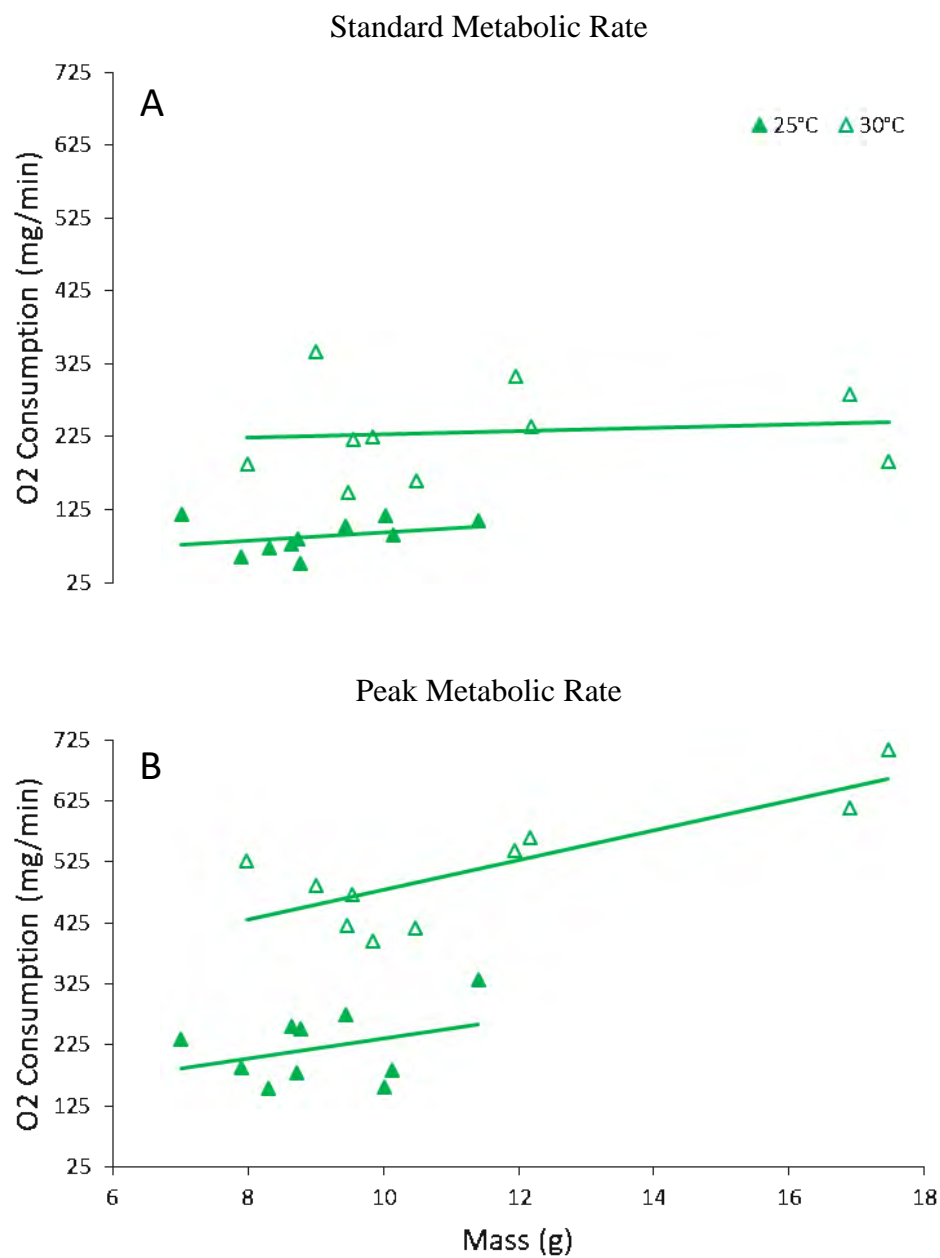 Standard Metabolic Rate
A
25°C
30°C
O2 Consumption (mg/min)
725
625
525
425
325
225
125
25
Peak Metabolic Rate
B
O2 Consumption (mg/min)
725
625
525
425
325
225
125
25
6 8 10 12 14 16 18
Mass (g)